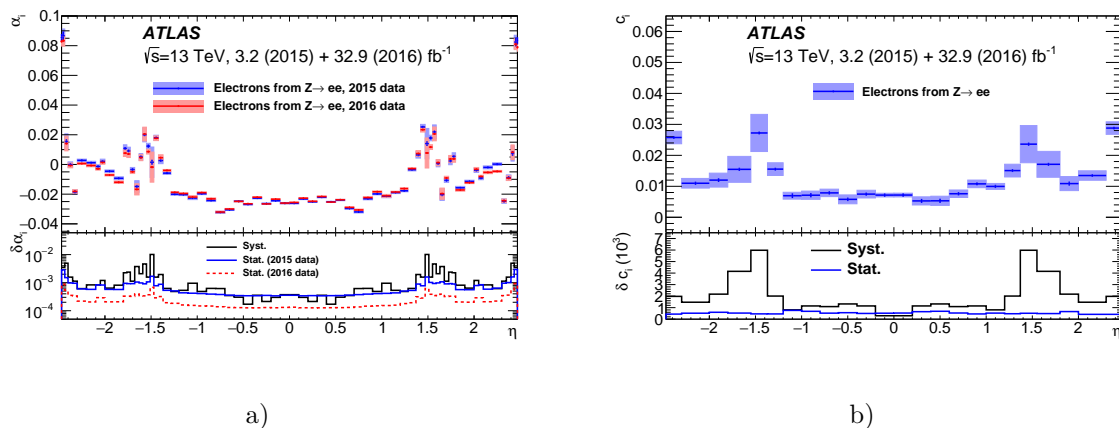 α_i
0.1
0.08
0.06
0.04
0.02
0
−0.02
−0.04
ATLAS
√s=13 TeV, 3.2 (2015) + 32.9 (2016) fb⁻¹
Electrons from Z→ ee, 2015 data
Electrons from Z→ ee, 2016 data
δα_i
10⁻²
10⁻³
10⁻⁴
Syst.
Stat. (2015 data)
Stat. (2016 data)
−2 −1.5 −1 −0.5 0 0.5 1 1.5 2
η
a)
c_i
0.06
0.05
0.04
0.03
0.02
0.01
0
ATLAS
√s=13 TeV, 3.2 (2015) + 32.9 (2016) fb⁻¹
Electrons from Z→ ee
δ c_i (10³)
7
6
5
4
3
2
1
0
Syst.
Stat.
−2 −1.5 −1 −0.5 0 0.5 1 1.5 2
η
b)